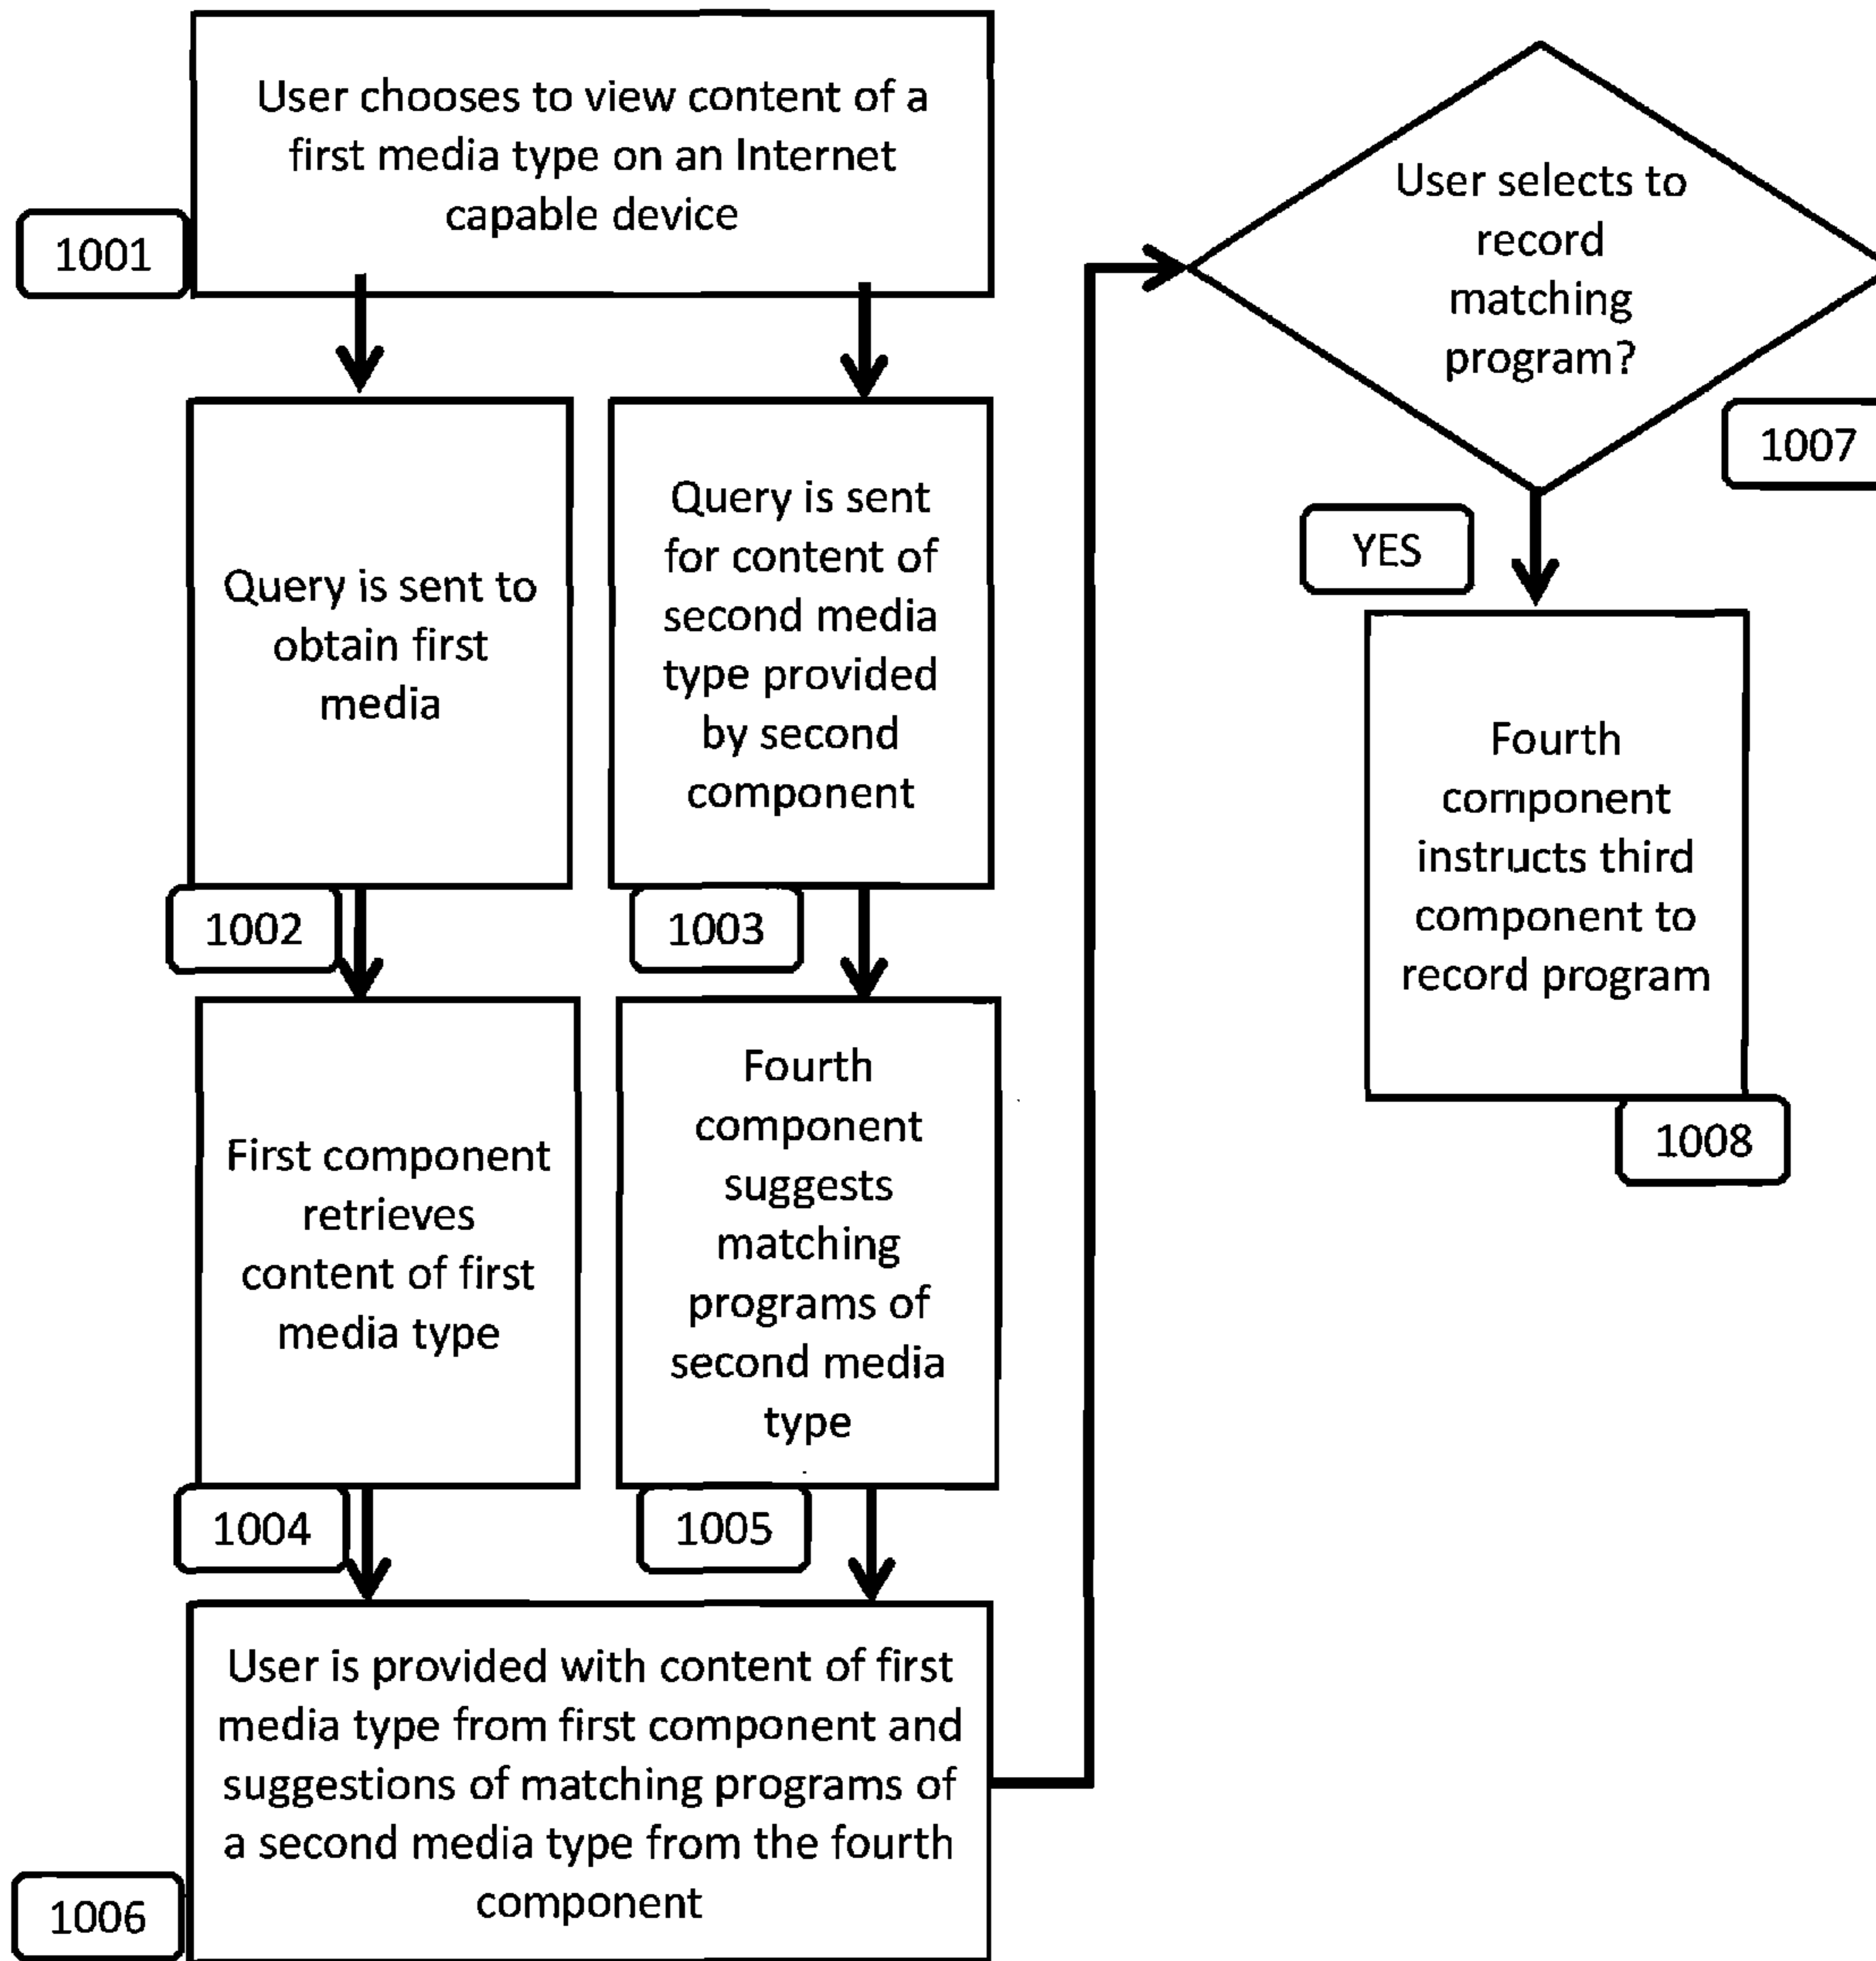 User chooses to view content of a
first media type on an Internet
capable device
1001
Query is sent to
obtain first
media
1002
Query is sent
for content of
second media
type provided
by second
component
1003
First component
retrieves
content of first
media type
1004
Fourth
component
suggests
matching
programs of
second media
type
1005
User is provided with content of first
media type from first component and
suggestions of matching programs of
a second media type from the fourth
component
1006
User selects to
record
matching
program?
1007
YES
Fourth
component
instructs third
component to
record program
1008